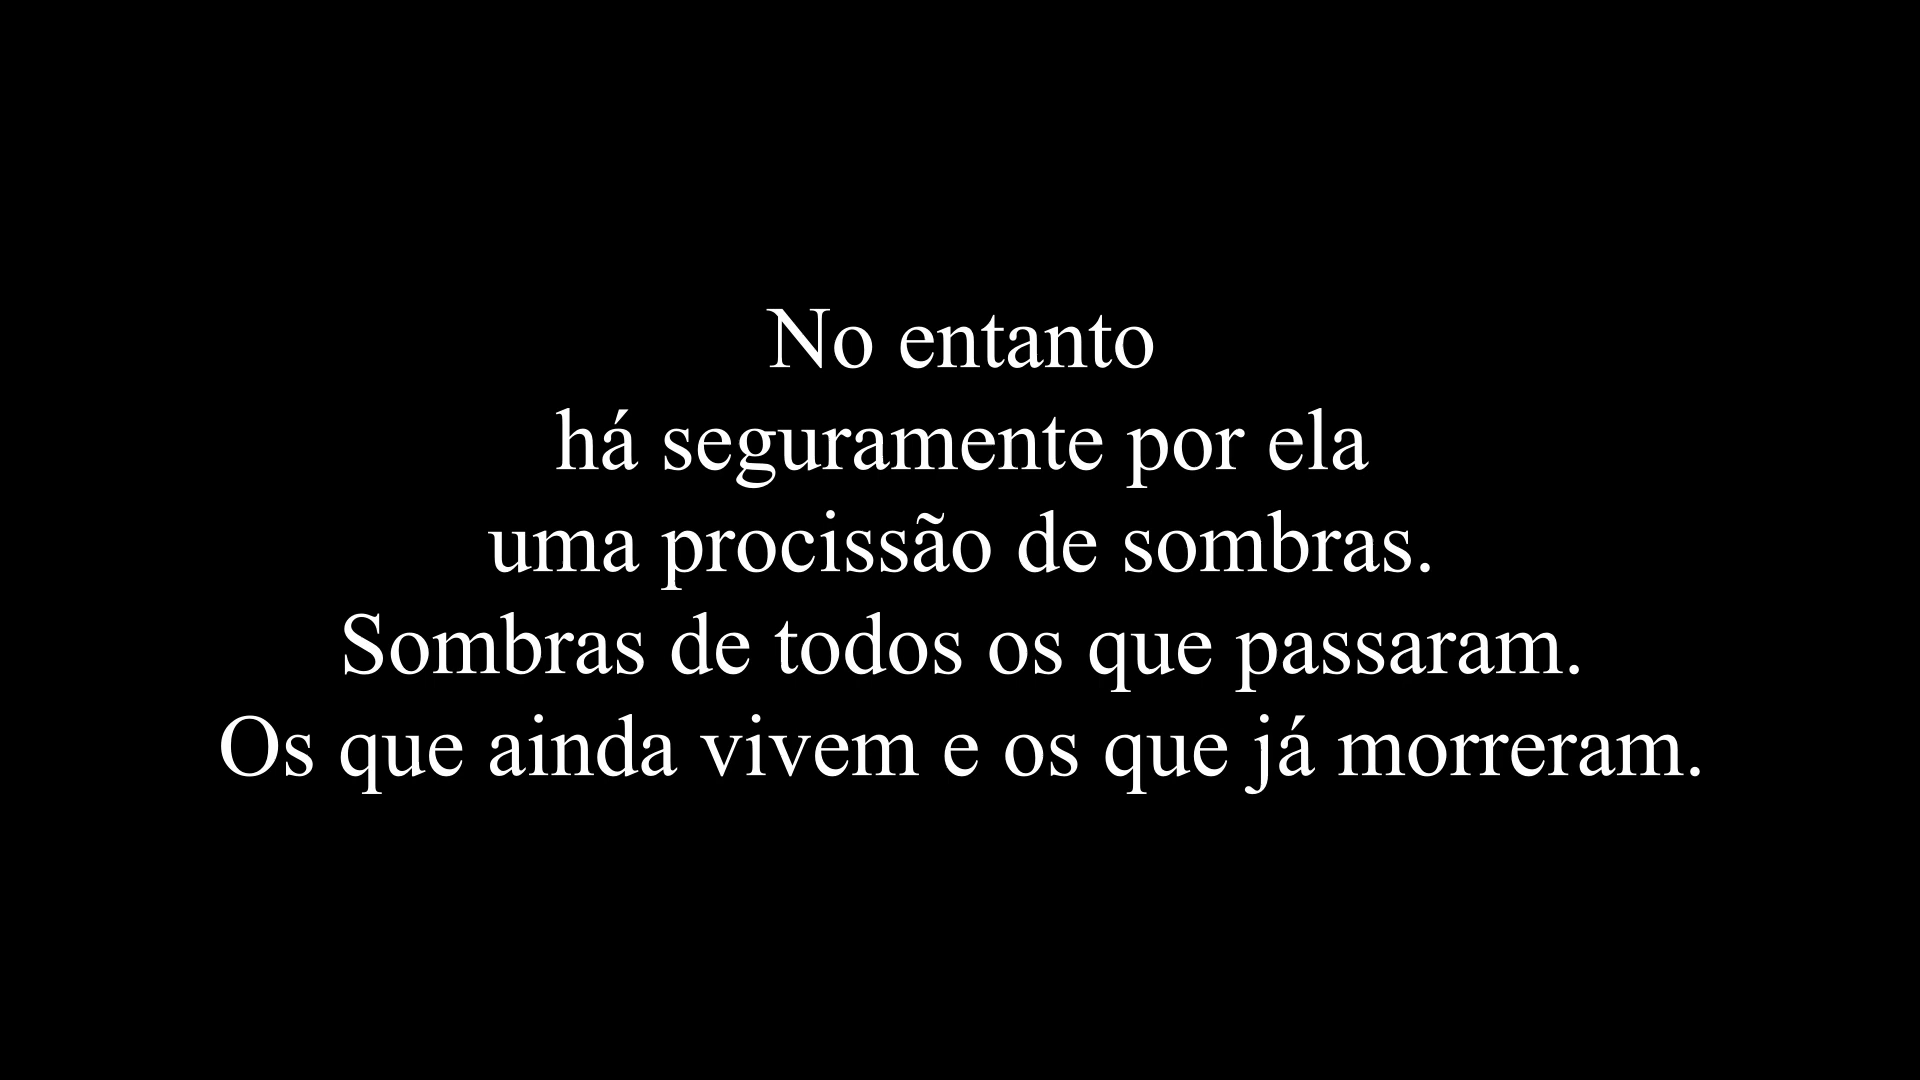 No entanto
há seguramente por ela
uma procissão de sombras.
Sombras de todos os que passaram.
Os que ainda vivem e os que já morreram.